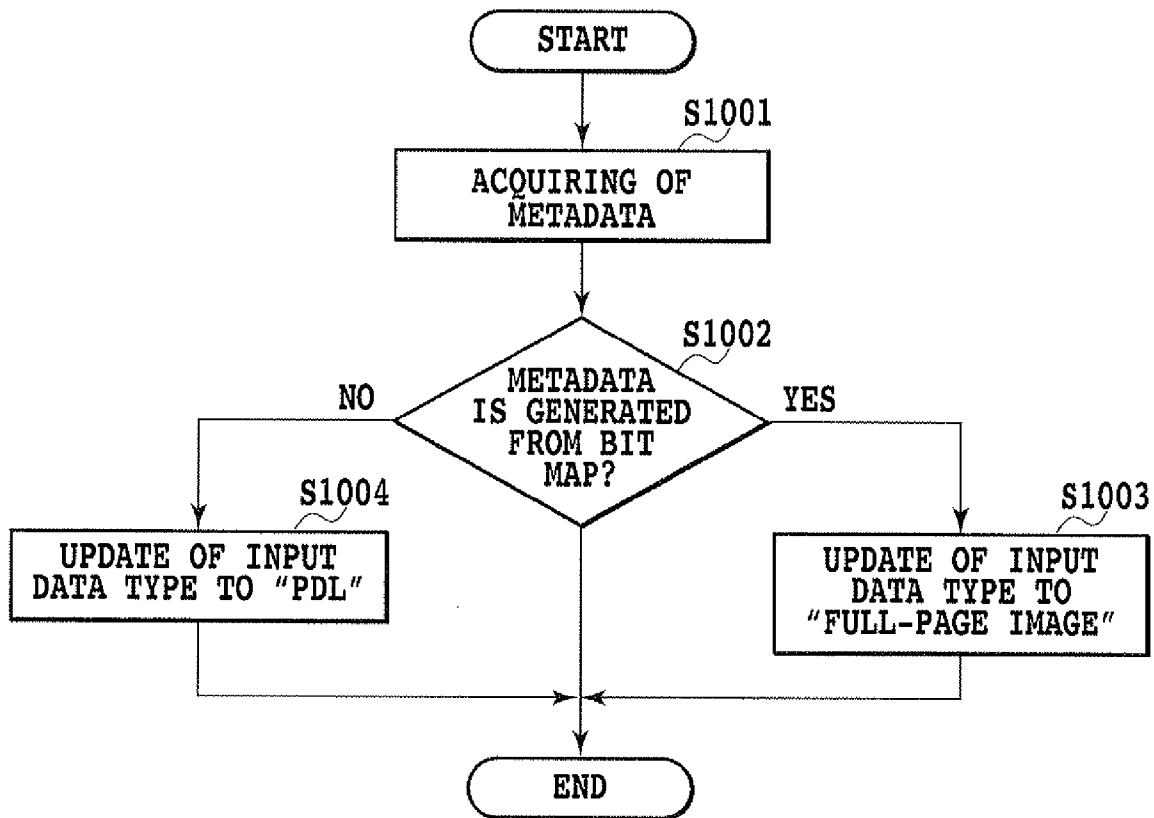 START
S1001
ACQUIRING OF
METADATA
S1002
METADATA
IS GENERATED
FROM BIT
MAP?
NO
YES
S1004
UPDATE OF INPUT
DATA TYPE TO "PDL"
S1003
UPDATE OF INPUT
DATA TYPE TO
"FULL-PAGE IMAGE"
END